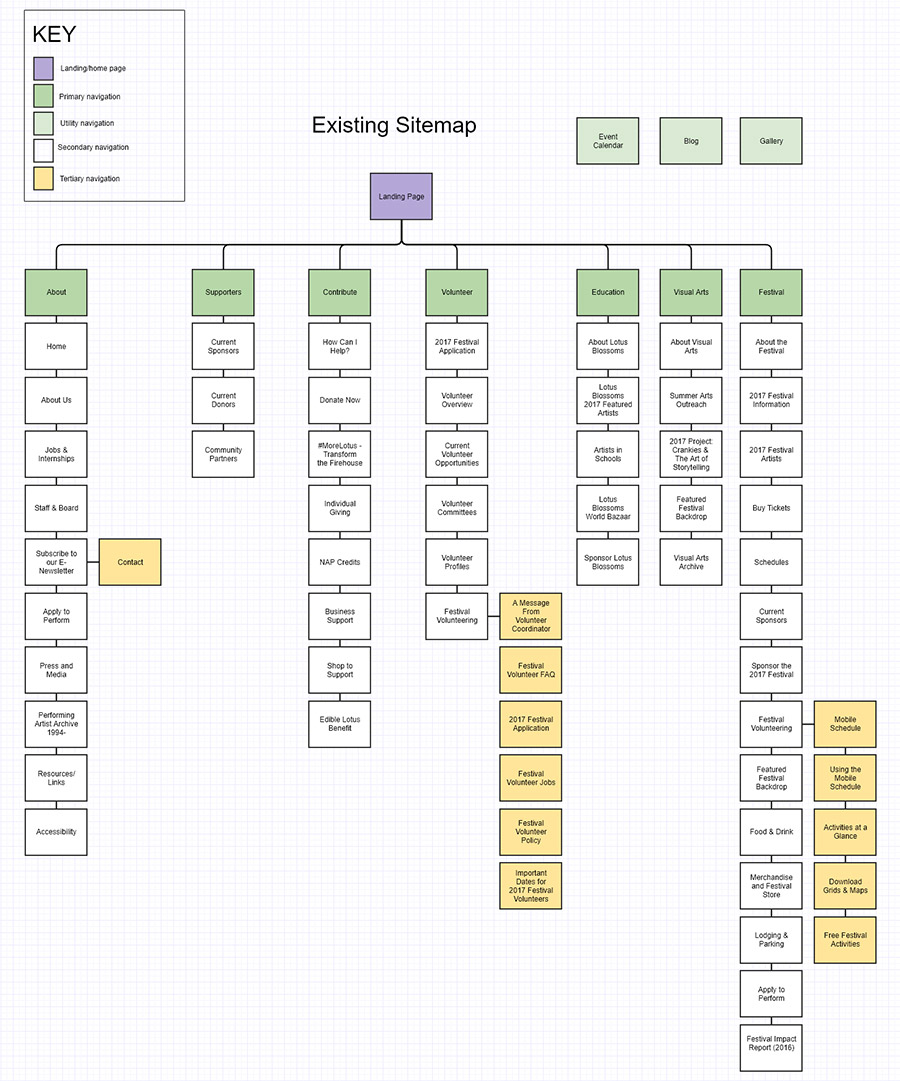 KEY
Landing/home page
Primary navigation
Utility navigation
Secondary navigation
Tertiary navigation
Existing Sitemap
Event
Calendar
Blog
Gallery
Landing Page
About
Supporters
Contribute
Volunteer
Education
Visual Arts
Festival
Home
About Us
Jobs &
Internships
Staff & Board
Subscribe to
our E-
Newsletter
Contact
Apply to
Perform
Press and
Media
Performing
Artist Archive
1994-
Resources/
Links
Accessibility
Current
Sponsors
Current
Donors
Community
Partners
How Can I
Help?
Donate Now
#MoreLotus -
Transform
the Firehouse
Individual
Giving
NAP Credits
Business
Support
Shop to
Support
Edible Lotus
Benefit
2017 Festival
Application
Volunteer
Overview
Current
Volunteer
Opportunities
Volunteer
Committees
Volunteer
Profiles
Festival
Volunteering
A Message
From
Volunteer
Coordinator
Festival
Volunteer FAQ
2017 Festival
Application
Festival
Volunteer Jobs
Festival
Volunteer
Policy
Important
Dates for
2017 Festival
Volunteers
About Lotus
Blossoms
Lotus
Blossoms
2017 Featured
Artists
Artists in
Schools
Lotus
Blossoms
World Bazaar
Sponsor Lotus
Blossoms
About Visual
Arts
Summer Arts
Outreach
2017 Project:
Crankies &
The Art of
Storytelling
Featured
Festival
Backdrop
Visual Arts
Archive
About the
Festival
2017 Festival
Information
2017 Festival
Artists
Buy Tickets
Schedules
Current
Sponsors
Sponsor the
2017 Festival
Festival
Volunteering
Featured
Festival
Backdrop
Food & Drink
Merchandise
and Festival
Store
Lodging &
Parking
Apply to
Perform
Festival Impact
Report (2016)
Mobile
Schedule
Using the
Mobile
Schedule
Activities at a
Glance
Download
Grids & Maps
Free Festival
Activities